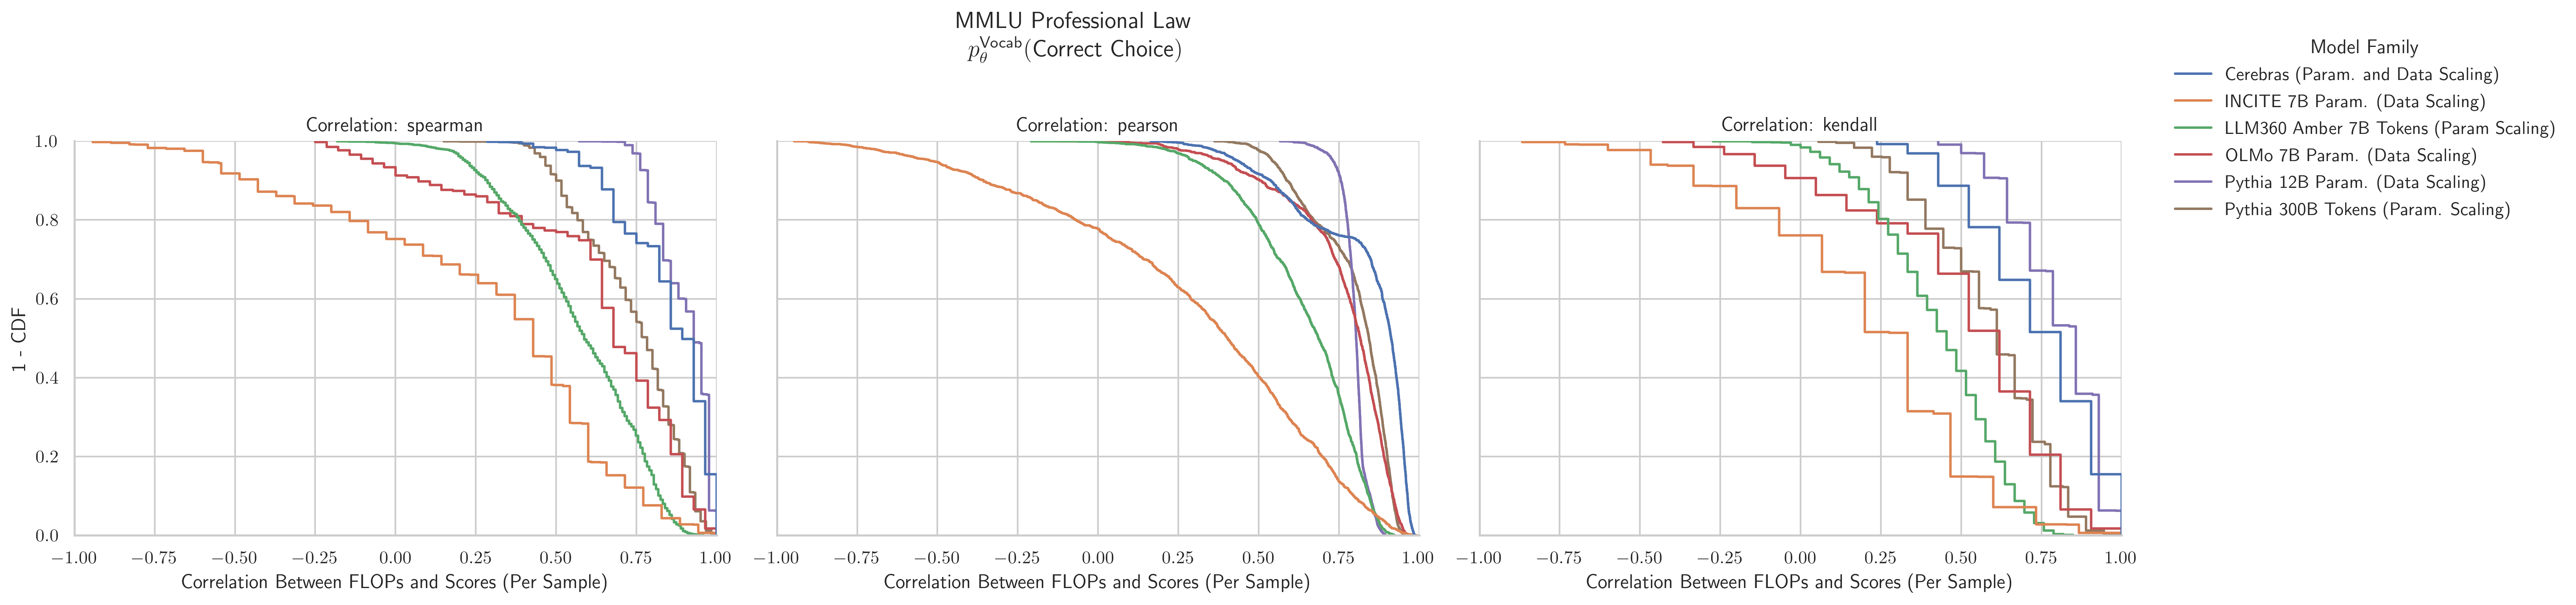 MMLU Professional Law
p_θ^Vocab(Correct Choice)
Model Family
Cerebras (Param. and Data Scaling)
INCITE 7B Param. (Data Scaling)
LLM360 Amber 7B Tokens (Param Scaling)
OLMo 7B Param. (Data Scaling)
Pythia 12B Param. (Data Scaling)
Pythia 300B Tokens (Param. Scaling)
Correlation: spearman
1 - CDF
1.0
0.8
0.6
0.4
0.2
0.0
−1.00 −0.75 −0.50 −0.25 0.00 0.25 0.50 0.75 1.00
Correlation Between FLOPs and Scores (Per Sample)
Correlation: pearson
−1.00 −0.75 −0.50 −0.25 0.00 0.25 0.50 0.75 1.00
Correlation Between FLOPs and Scores (Per Sample)
Correlation: kendall
−1.00 −0.75 −0.50 −0.25 0.00 0.25 0.50 0.75 1.00
Correlation Between FLOPs and Scores (Per Sample)